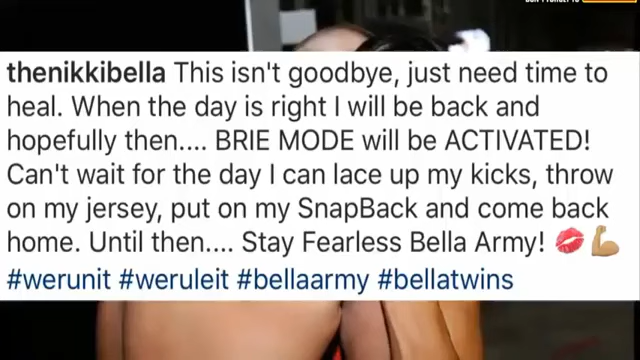 thenikkibella This isn't goodbye, just need time to
heal. When the day is right I will be back and
hopefully then.... BRIE MODE will be ACTIVATED!
Can't wait for the day I can lace up my kicks, throw
on my jersey, put on my SnapBack and come back
home. Until then.... Stay Fearless Bella Army! 💋💪🏽
#werunit #weruleit #bellaarmy #bellatwins